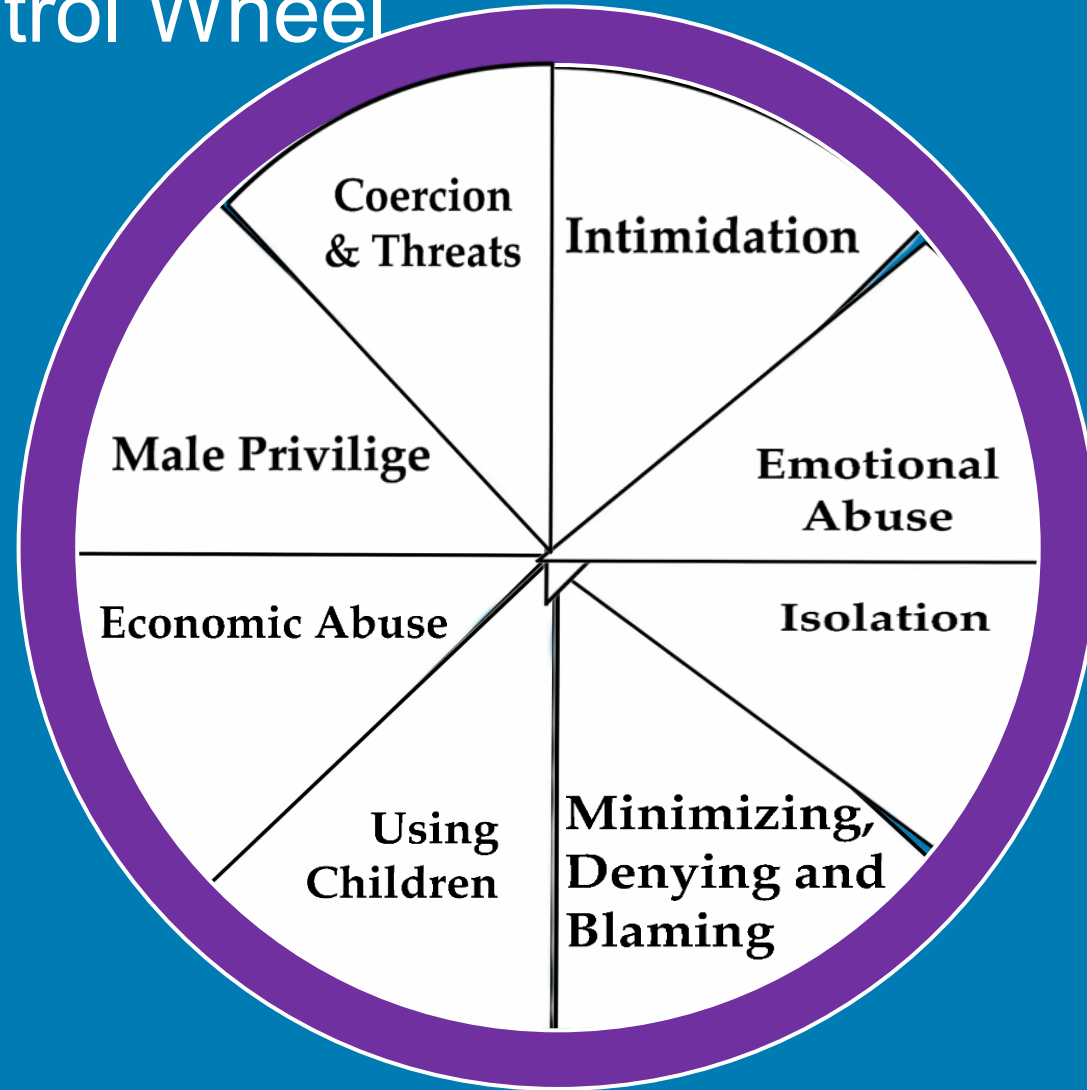 trol Wheel
Coercion
& Threats
Intimidation
Male Privilige
Emotional
Abuse
Economic Abuse
Isolation
Using
Children
Minimizing,
Denying and
Blaming